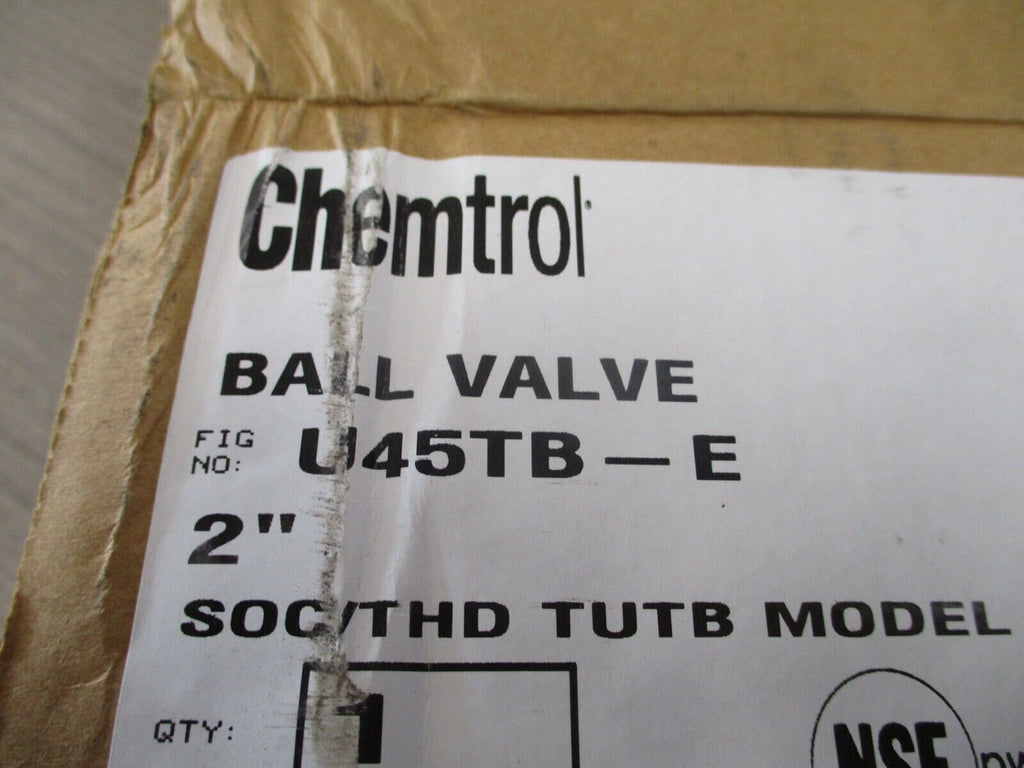 Chemtrol
BALL VALVE
FIG NO: U45TB-E
2"
SOC/THD TUTB MODEL
QTY: 1
NSF